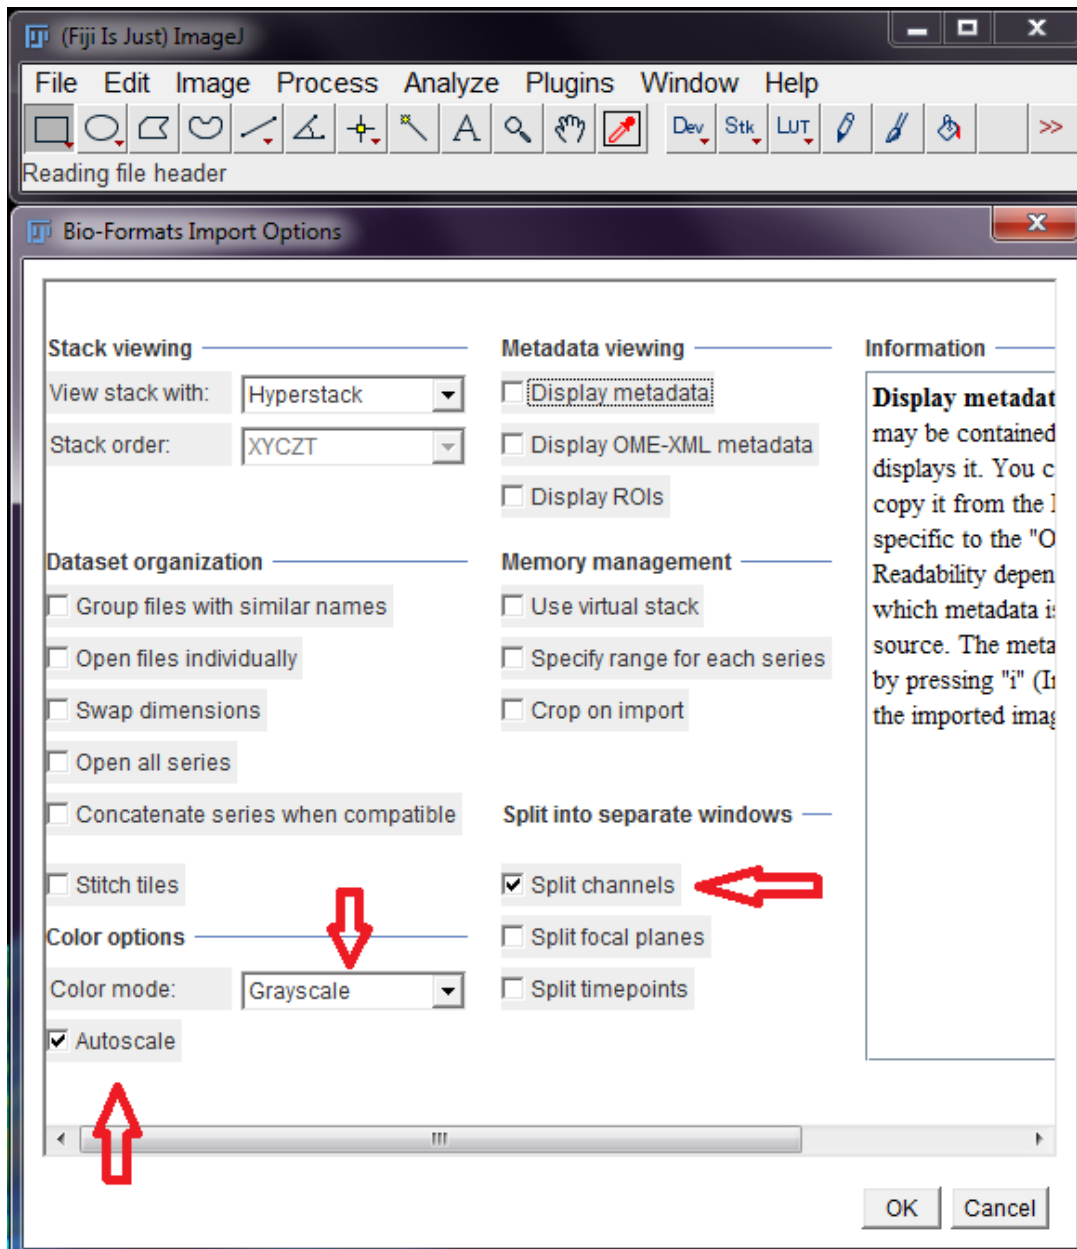 (Fiji Is Just) ImageJ
File Edit Image Process Analyze Plugins Window Help
A Dev Stk LUT >>
Reading file header
Bio-Formats Import Options
Stack viewing
View stack with: Hyperstack
Stack order: XYCZT
Metadata viewing
Display metadata
Display OME-XML metadata
Display ROIs
Information
Display metadat
may be contained
displays it. You c
copy it from the
specific to the "O
Readability depen
which metadata is
source. The meta
by pressing "i" (I
the imported imag
Dataset organization
Group files with similar names
Open files individually
Swap dimensions
Open all series
Concatenate series when compatible
Stitch tiles
Memory management
Use virtual stack
Specify range for each series
Crop on import
Split into separate windows
Split channels
Split focal planes
Split timepoints
Color options
Color mode: Grayscale
Autoscale
OK Cancel